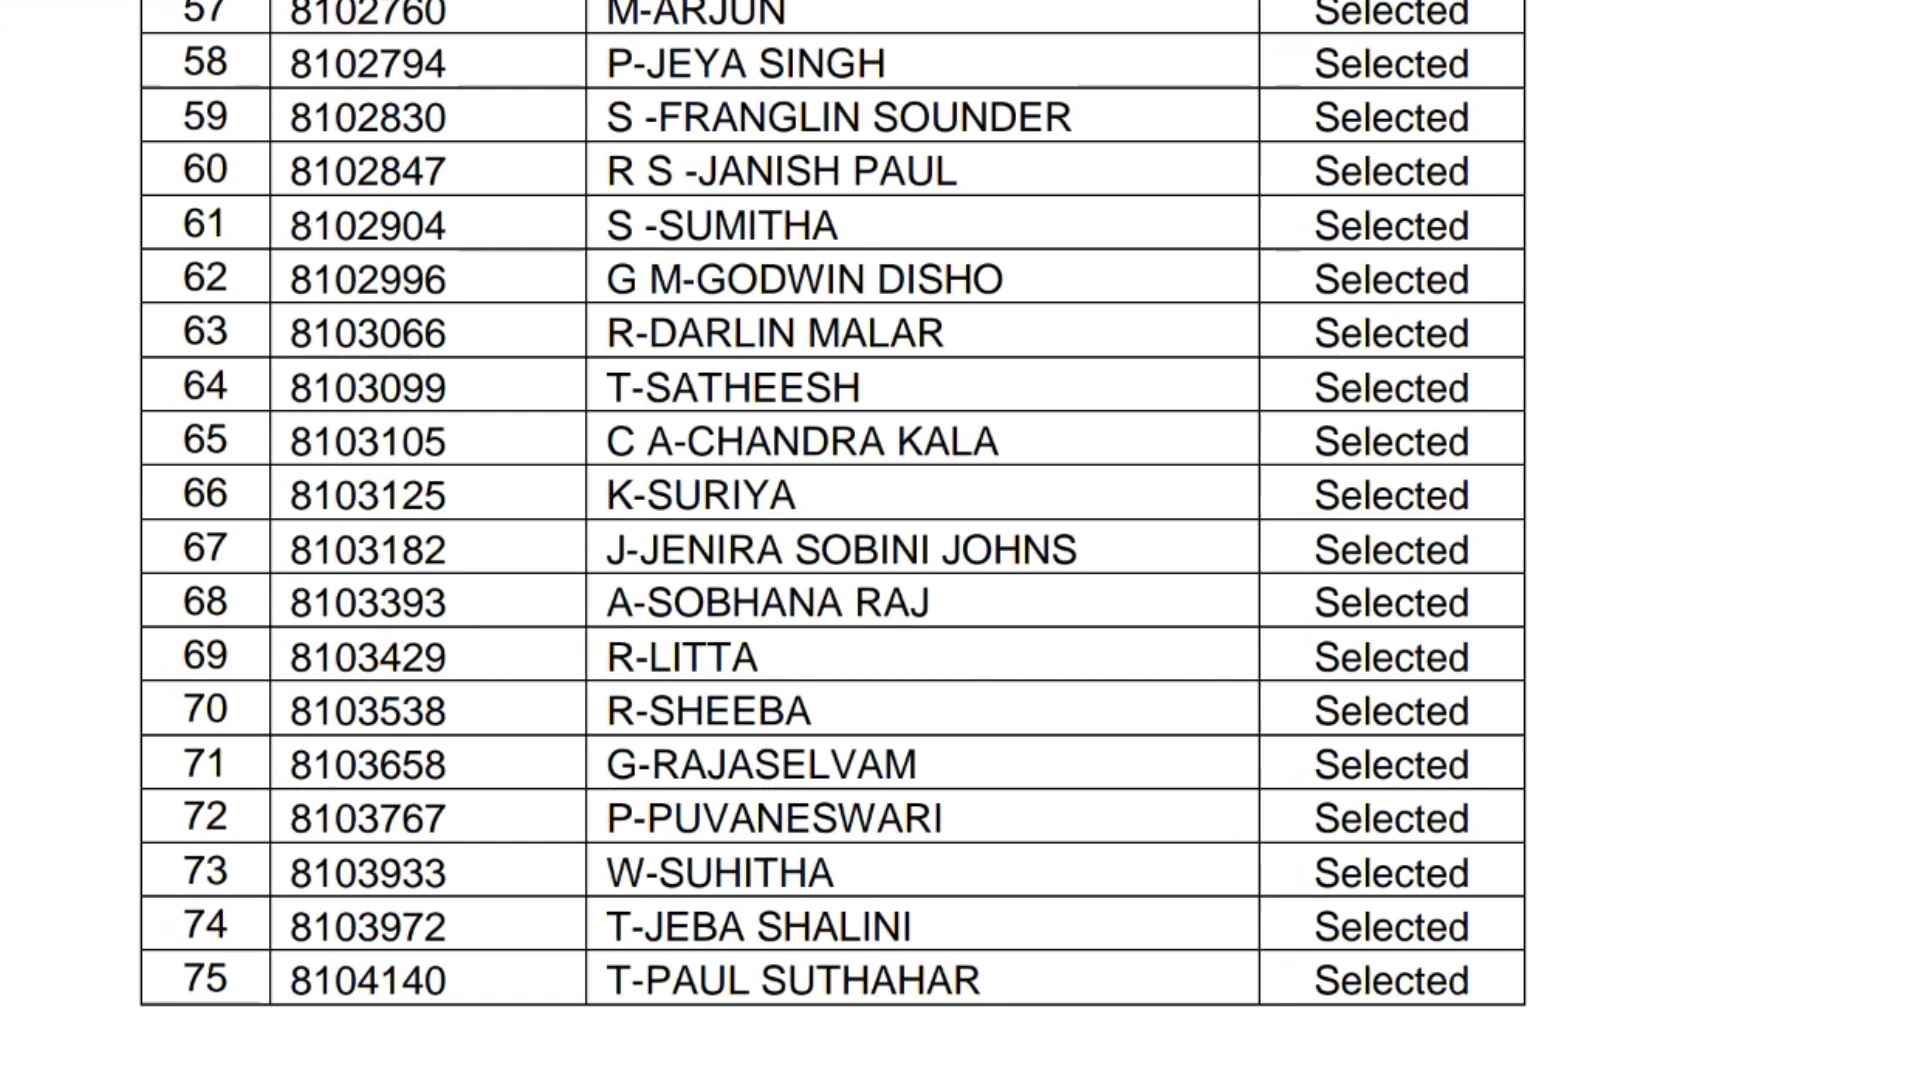 57 8102760 M-ARJUN Selected
58 8102794 P-JEYA SINGH Selected
59 8102830 S -FRANGLIN SOUNDER Selected
60 8102847 R S -JANISH PAUL Selected
61 8102904 S -SUMITHA Selected
62 8102996 G M-GODWIN DISHO Selected
63 8103066 R-DARLIN MALAR Selected
64 8103099 T-SATHEESH Selected
65 8103105 C A-CHANDRA KALA Selected
66 8103125 K-SURIYA Selected
67 8103182 J-JENIRA SOBINI JOHNS Selected
68 8103393 A-SOBHANA RAJ Selected
69 8103429 R-LITTA Selected
70 8103538 R-SHEEBA Selected
71 8103658 G-RAJASELVAM Selected
72 8103767 P-PUVANESWARI Selected
73 8103933 W-SUHITHA Selected
74 8103972 T-JEBA SHALINI Selected
75 8104140 T-PAUL SUTHAHAR Selected